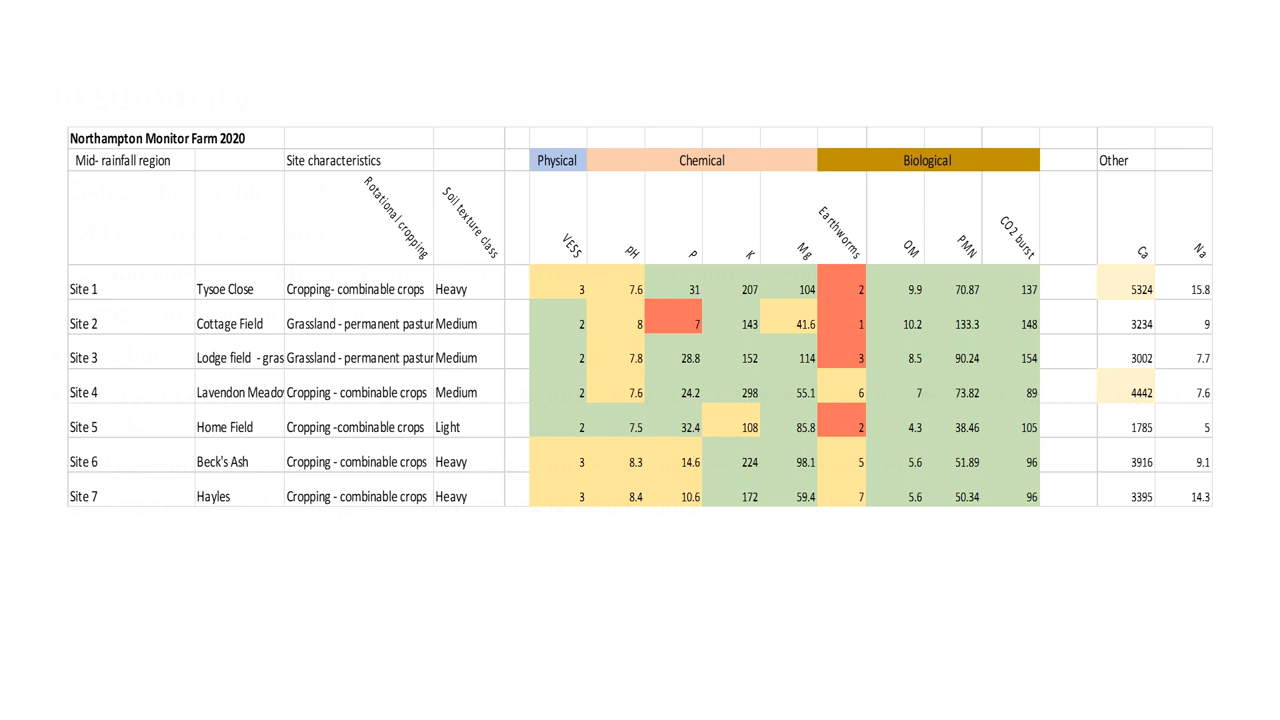 Northampton Monitor Farm 2020
Mid- rainfall region Site characteristics Physical Chemical Biological Other
Rotational cropping Soil texture class VESS pH P K Mg Earthworms OM PMN CO2 burst Ca Na
Site 1 Tysoe Close Cropping- combinable crops Heavy 3 7.6 31 207 104 2 9.9 70.87 137 5324 15.8
Site 2 Cottage Field Grassland - permanent pastur Medium 2 8 7 143 41.6 1 10.2 133.3 148 3234 9
Site 3 Lodge field - gras Grassland - permanent pastur Medium 2 7.8 28.8 152 114 3 8.5 90.24 154 3002 7.7
Site 4 Lavendon Meado Cropping - combinable crops Medium 2 7.6 24.2 298 55.1 6 7 73.82 89 4442 7.6
Site 5 Home Field Cropping -combinable crops Light 2 7.5 32.4 108 85.8 2 4.3 38.46 105 1785 5
Site 6 Beck's Ash Cropping - combinable crops Heavy 3 8.3 14.6 224 98.1 5 5.6 51.89 96 3916 9.1
Site 7 Hayles Cropping - combinable crops Heavy 3 8.4 10.6 172 59.4 7 5.6 50.34 96 3395 14.3